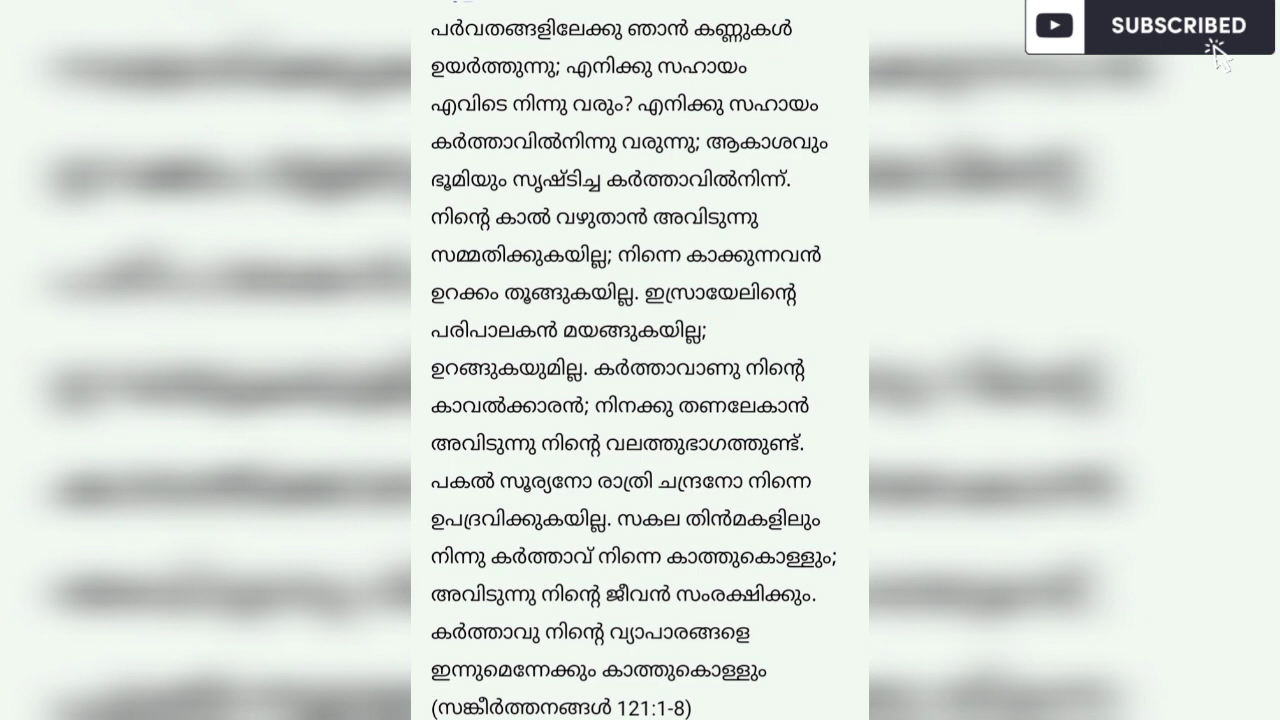 SUBSCRIBED
പർവതങ്ങളിലേക്കു ഞാൻ കണ്ണുകൾ
ഉയർത്തുന്നു; എനിക്കു സഹായം
എവിടെ നിന്നു വരും? എനിക്കു സഹായം
കർത്താവിൽനിന്നു വരുന്നു; ആകാശവും
ഭൂമിയും സൃഷ്ടിച്ച കർത്താവിൽനിന്ന്.
നിന്റെ കാൽ വഴുതാൻ അവിടുന്നു
സമ്മതിക്കുകയില്ല; നിന്നെ കാക്കുന്നവൻ
ഉറക്കം തൂങ്ങുകയില്ല. ഇസ്രായേലിന്റെ
പരിപാലകൻ മയങ്ങുകയില്ല;
ഉറങ്ങുകയുമില്ല. കർത്താവാണു നിന്റെ
കാവൽക്കാരൻ; നിനക്കു തണലേകാൻ
അവിടുന്നു നിന്റെ വലത്തുഭാഗത്തുണ്ട്.
പകൽ സൂര്യനോ രാത്രി ചന്ദ്രനോ നിന്നെ
ഉപദ്രവിക്കുകയില്ല. സകല തിൻമകളിലും
നിന്നു കർത്താവ് നിന്നെ കാത്തുകൊള്ളും;
അവിടുന്നു നിന്റെ ജീവൻ സംരക്ഷിക്കും.
കർത്താവു നിന്റെ വ്യാപാരങ്ങളെ
ഇന്നുമെന്നേക്കും കാത്തുകൊള്ളും
(സങ്കീർത്തനങ്ങൾ 121:1-8)